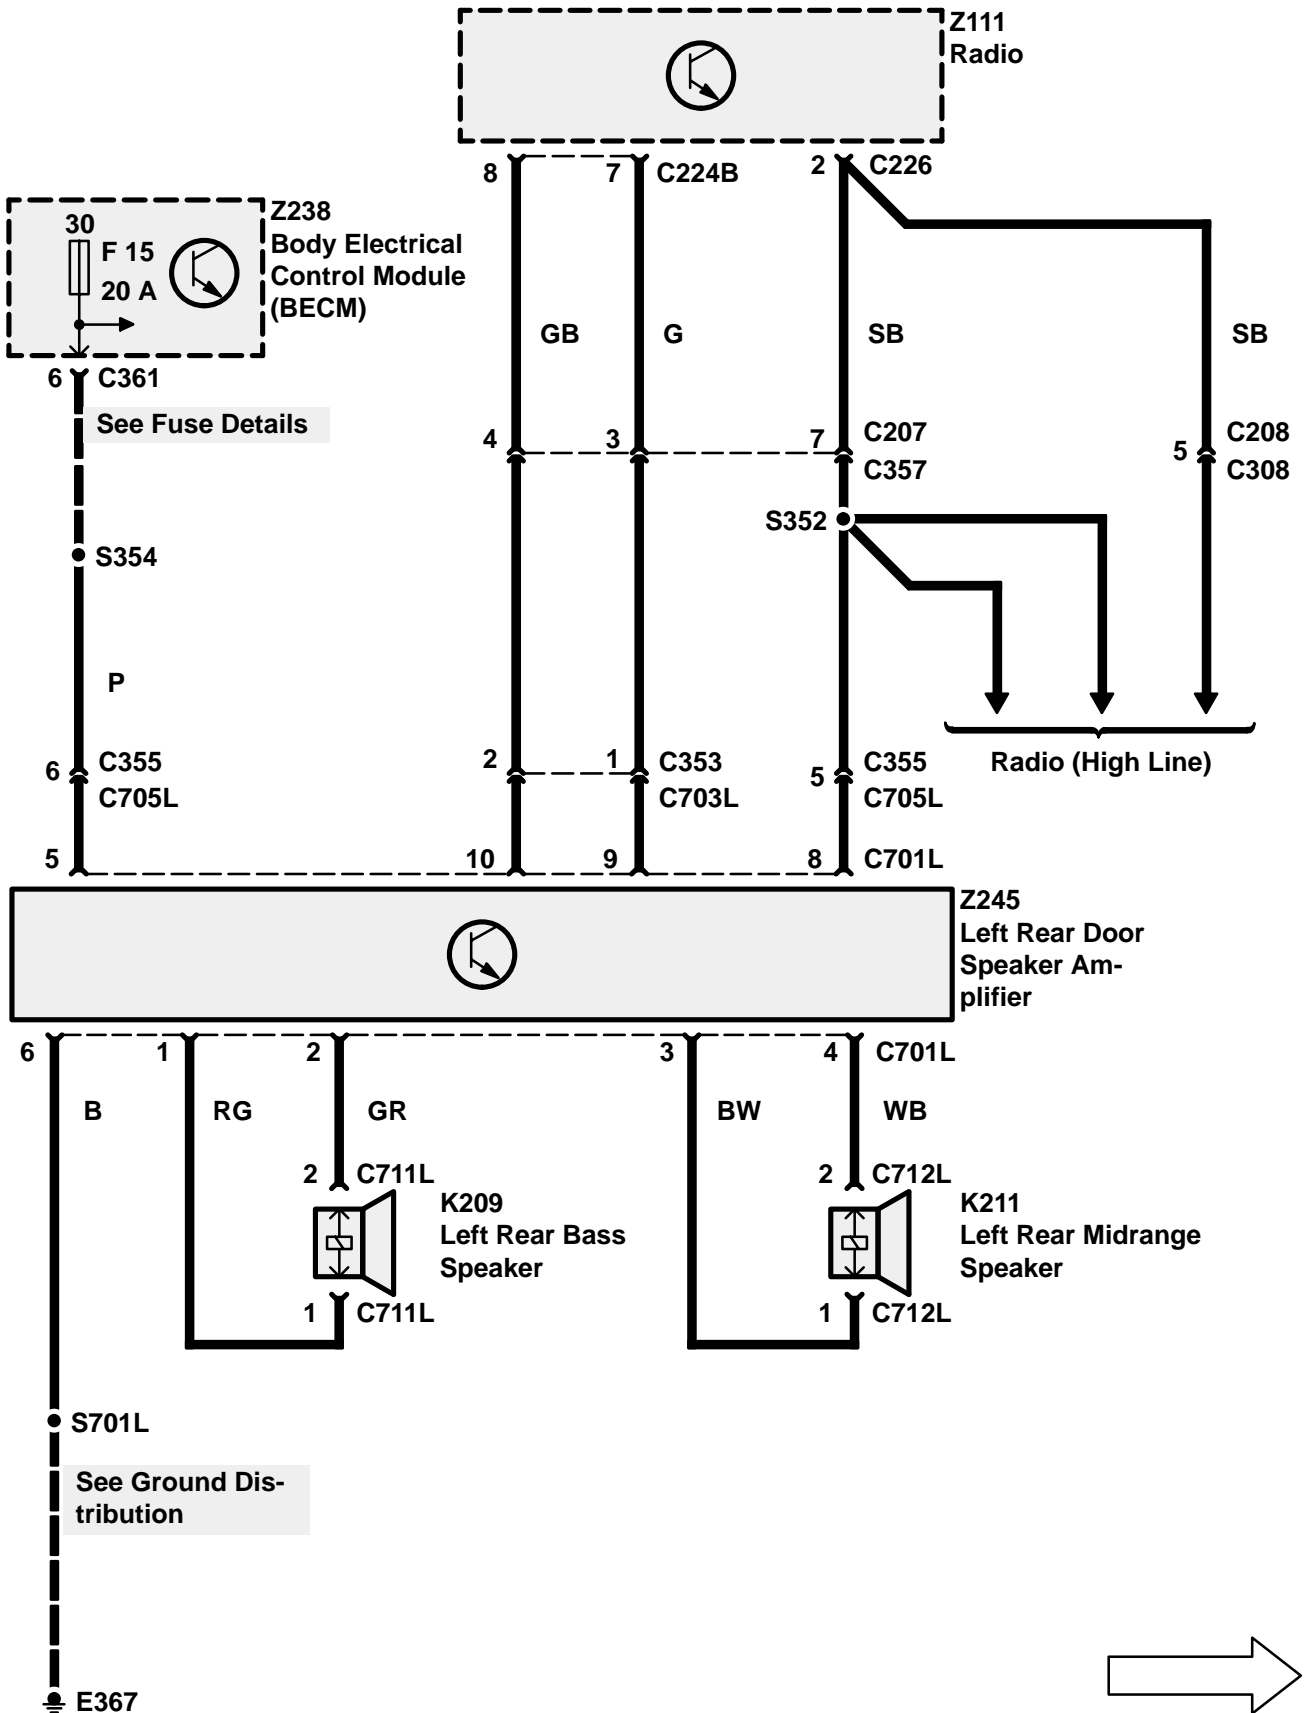 Z111
Radio
8
7
C224B
2
C226
30
F 15
20 A
Z238
Body Electrical
Control Module
(BECM)
GB
G
SB
SB
6
C361
See Fuse Details
4
3
7
C207
C357
5
C208
C308
S352
S354
P
6
C355
C705L
2
1
C353
C703L
5
C355
C705L
Radio (High Line)
5
10
9
8
C701L
Z245
Left Rear Door
Speaker Am-
plifier
6
1
2
3
4
C701L
B
RG
GR
BW
WB
2
C711L
K209
Left Rear Bass
Speaker
1
C711L
2
C712L
K211
Left Rear Midrange
Speaker
1
C712L
S701L
See Ground Dis-
tribution
E367